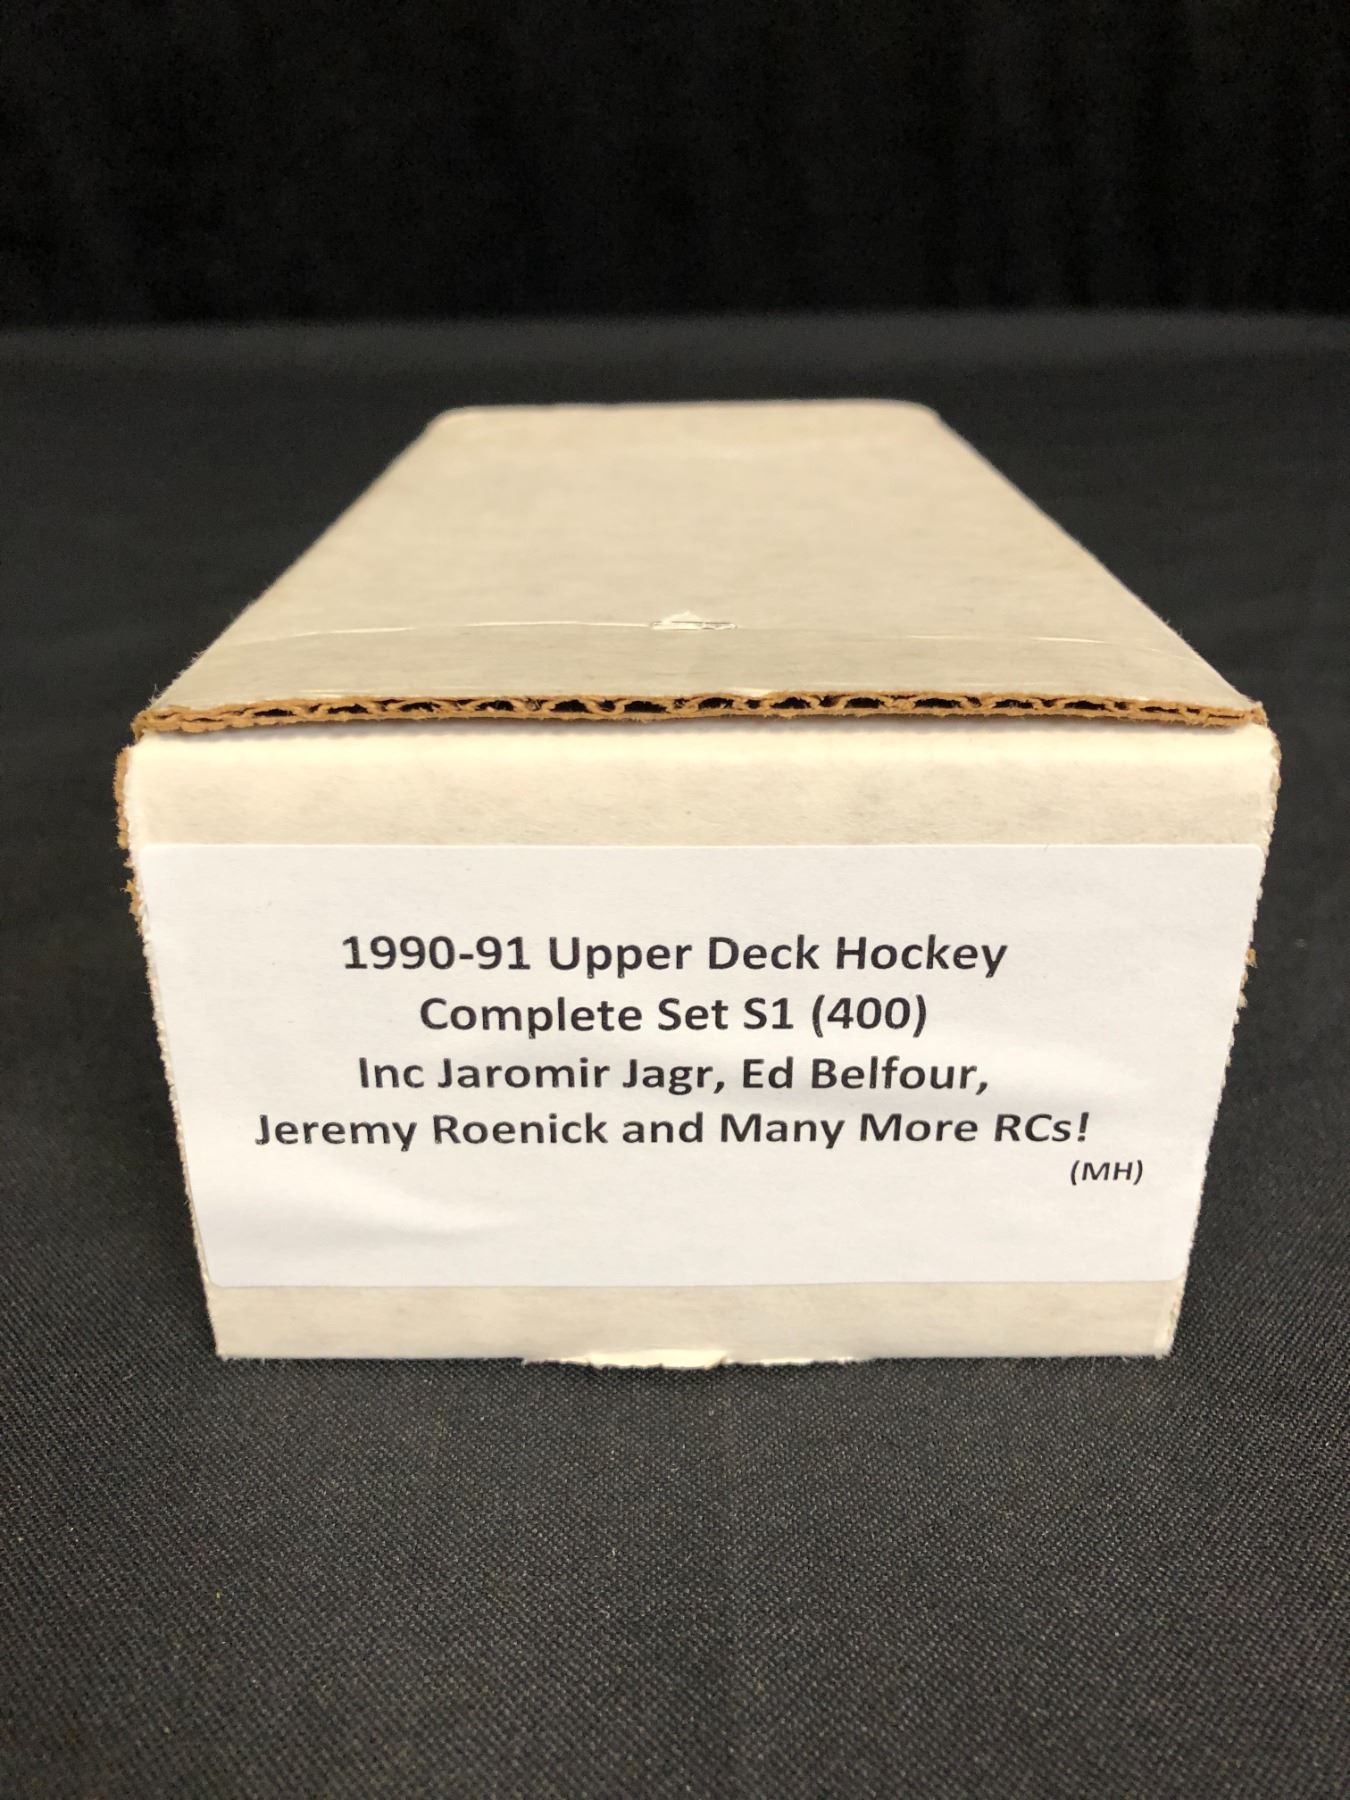 1990-91 Upper Deck Hockey
Complete Set S1 (400)
Inc Jaromir Jagr, Ed Belfour,
Jeremy Roenick and Many More RCs!
(MH)